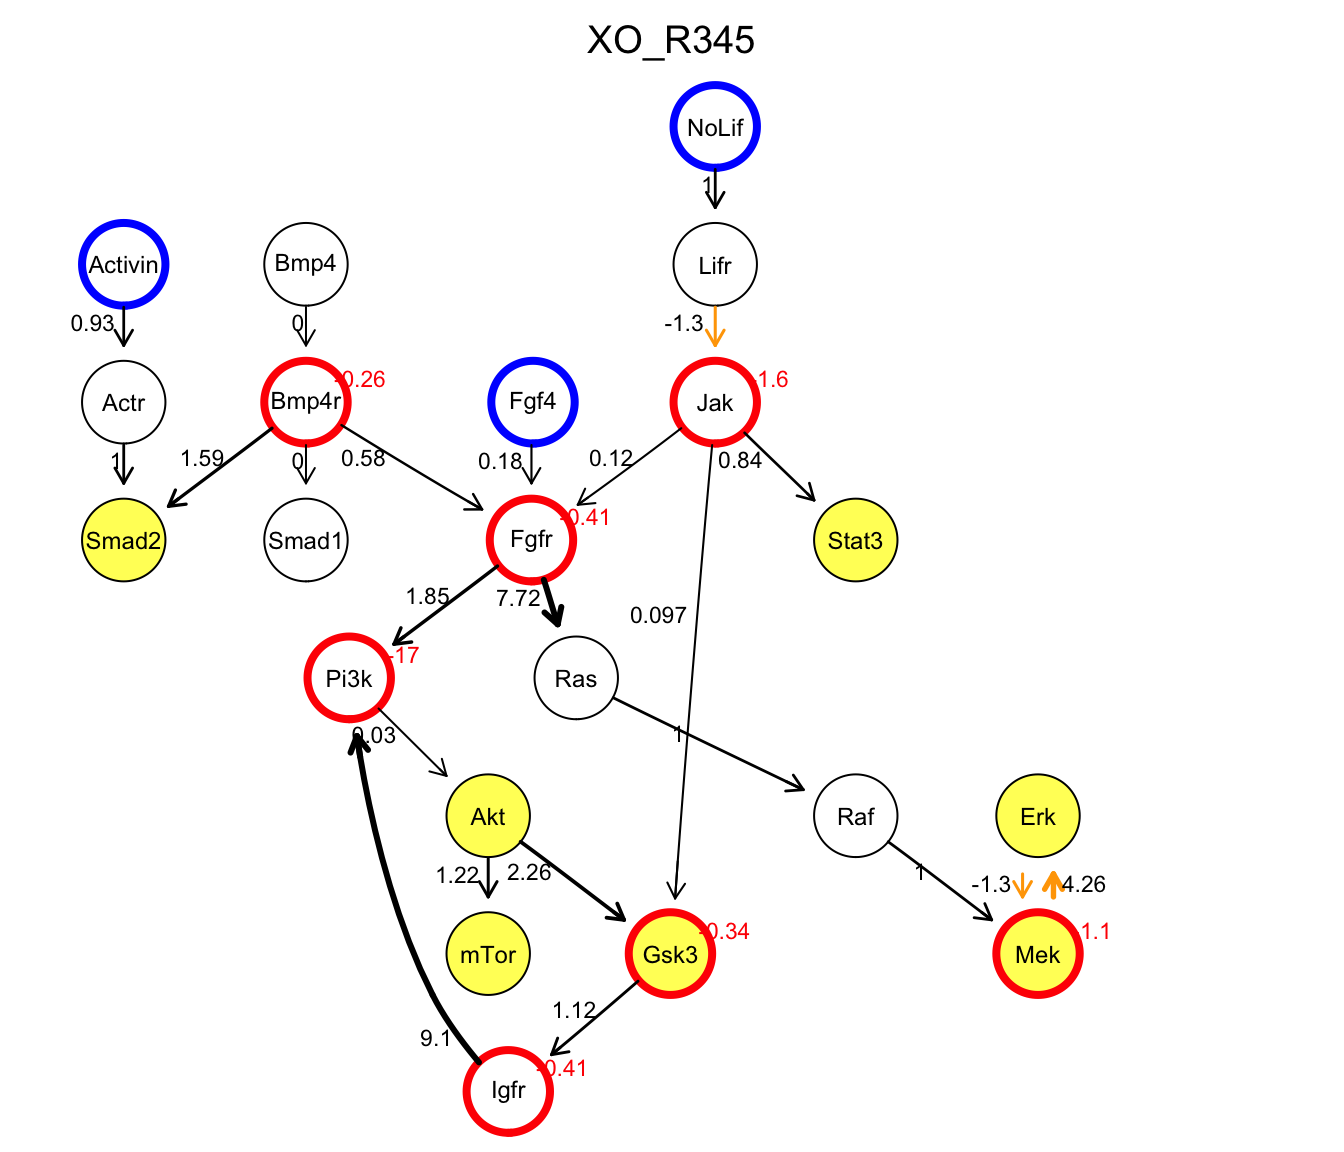 XO_R345
NoLif
1
Activin
Bmp4
Lifr
0.93
0
-1.3
Actr
Bmp4r
-0.26
Fgf4
Jak
-1.6
1
1.59
0
0.58
0.18
0.12
0.84
Smad2
Smad1
Fgfr
-0.41
Stat3
1.85
7.72
0.097
Pi3k
-17
Ras
0.03
1
Akt
Raf
Erk
1.22
2.26
1
-1.3
4.26
mTor
Gsk3
-0.34
Mek
-1.1
1.12
9.1
Igfr
-0.41